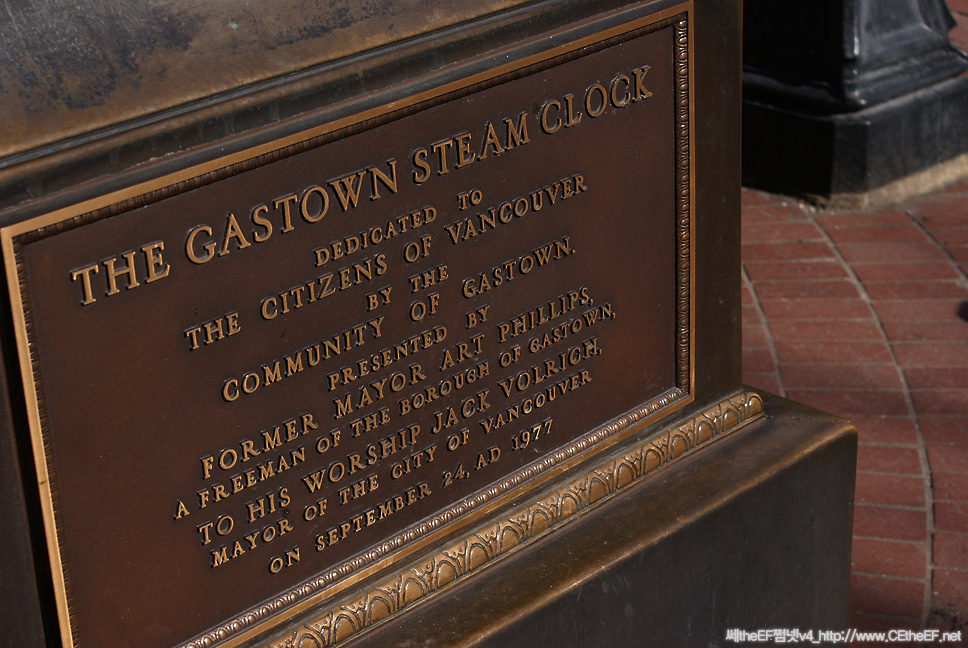 THE GASTOWN STEAM CLOCK
DEDICATED TO
THE CITIZENS OF VANCOUVER
BY THE
COMMUNITY OF GASTOWN.
PRESENTED BY
FORMER MAYOR ART PHILLIPS,
A FREEMAN OF THE BOROUGH OF GASTOWN,
TO HIS WORSHIP JACK VOLRICH,
MAYOR OF THE CITY OF VANCOUVER
ON SEPTEMBER 24, AD 1977
쎄theEF쩜넷v4_http://www.CEtheEF.net